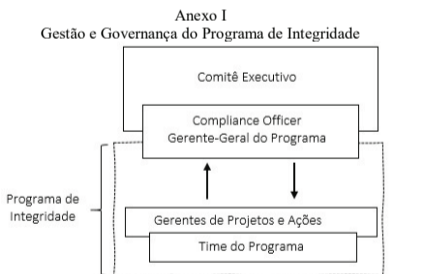 Anexo I
Gestão e Governança do Programa de Integridade
Comitê Executivo
Compliance Officer
Gerente-Geral do Programa
Programa de
Integridade
Gerentes de Projetos e Ações
Time do Programa